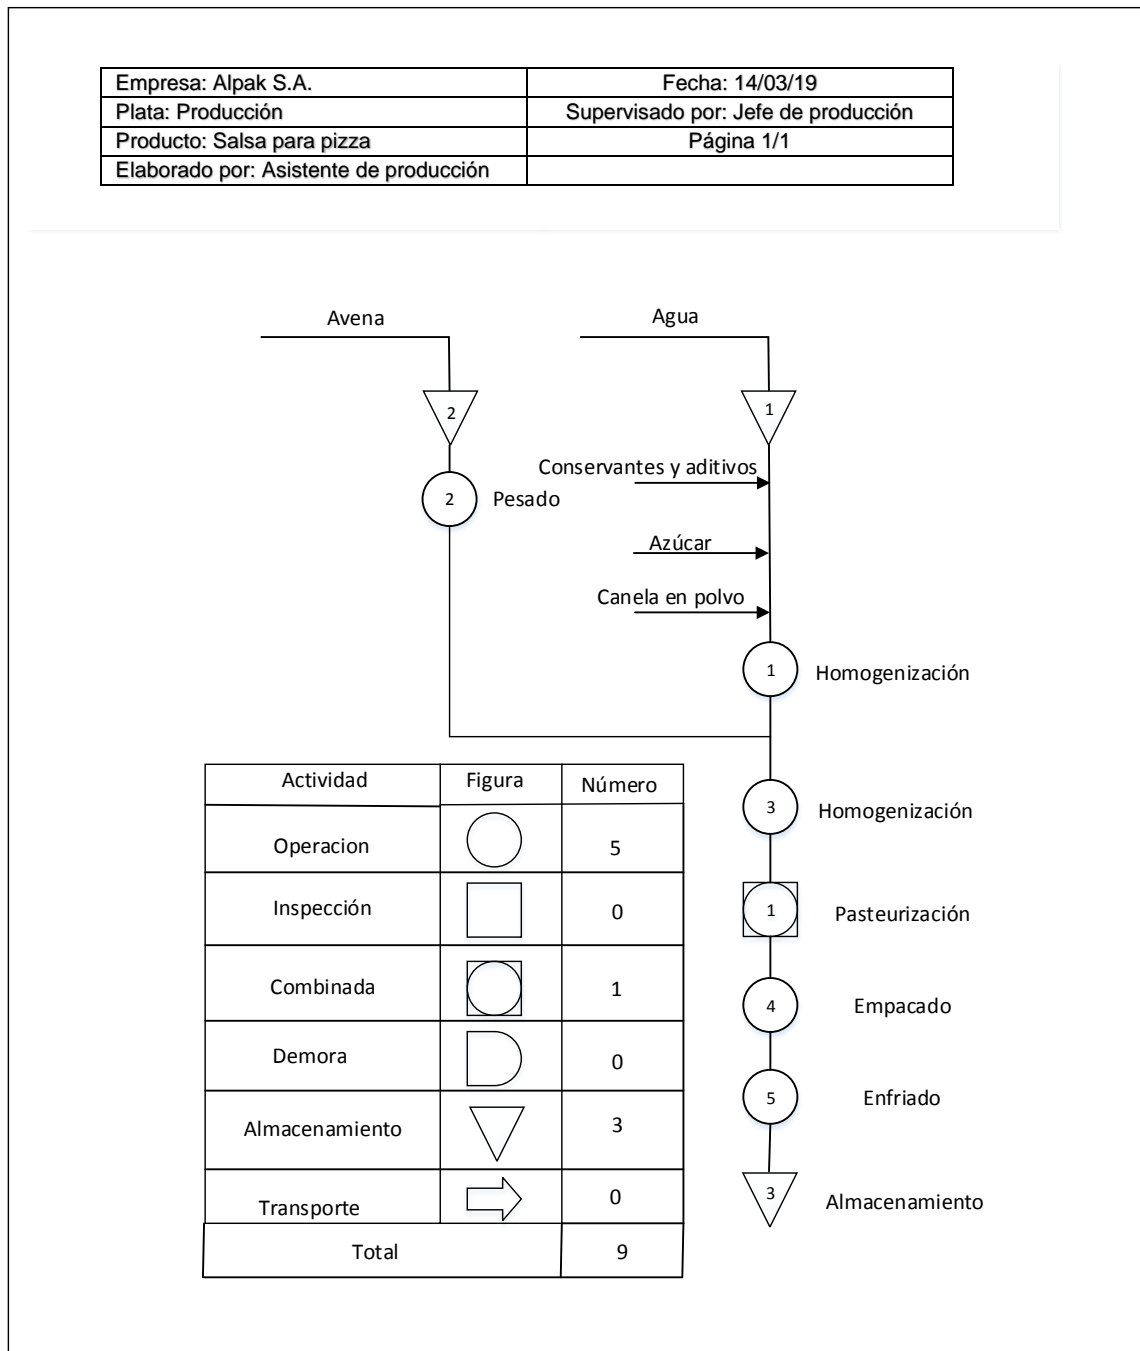 Empresa: Alpak S.A. Fecha: 14/03/19
Plata: Producción Supervisado por: Jefe de producción
Producto: Salsa para pizza Página 1/1
Elaborado por: Asistente de producción
Avena Agua
2 1
Conservantes y aditivos
2 Pesado
Azúcar
Canela en polvo
1 Homogenización
Actividad Figura Número
3 Homogenización
Operacion 5
Inspección 0
1 Pasteurización
Combinada 1
4 Empacado
Demora 0
5 Enfriado
Almacenamiento 3
3 Almacenamiento
Transporte 0
Total 9